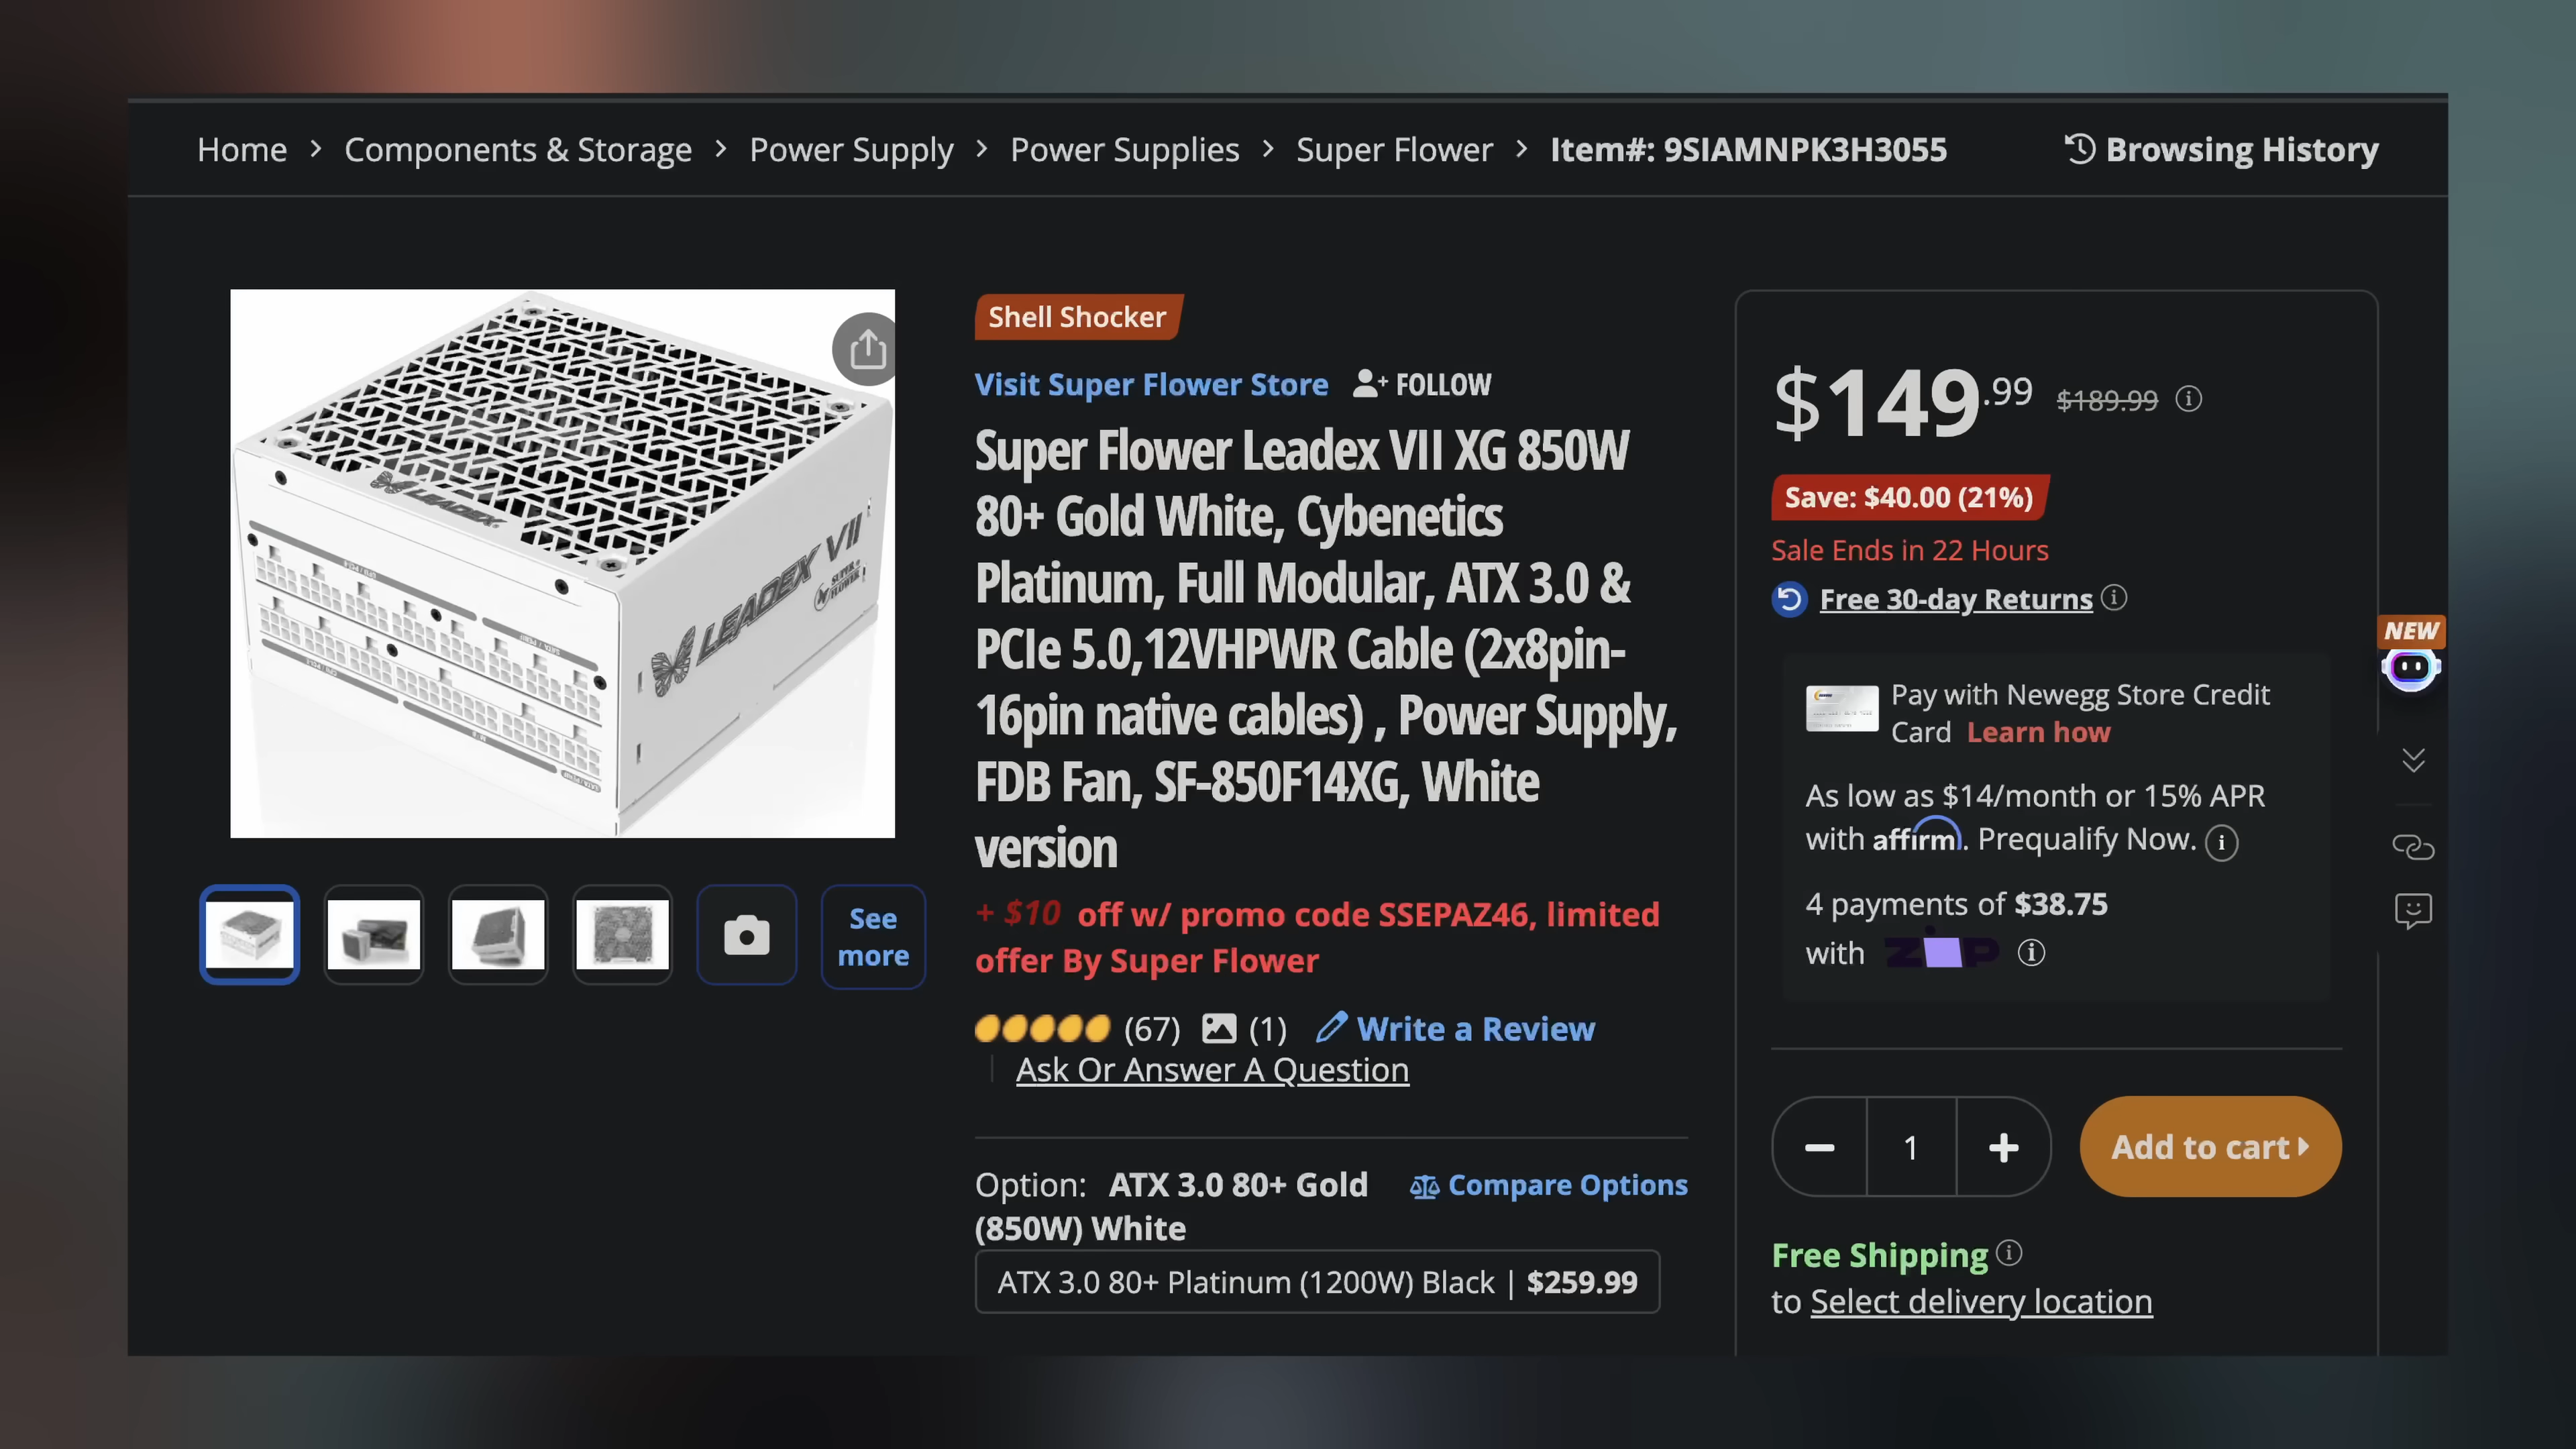 Home > Components & Storage > Power Supply > Power Supplies > Super Flower > Item#: 9SIAMNPK3H3055
Browsing History
LEADEX
LEADEX VII
SUPER FLOWER
Shell Shocker
Visit Super Flower Store
FOLLOW
Super Flower Leadex VII XG 850W
80+ Gold White, Cybenetics
Platinum, Full Modular, ATX 3.0 &
PCIe 5.0,12VHPWR Cable (2x8pin-
16pin native cables) , Power Supply,
FDB Fan, SF-850F14XG, White
version
+ $10 off w/ promo code SSEPAZ46, limited
offer By Super Flower
(67) (1) Write a Review
Ask Or Answer A Question
See
more
Option: ATX 3.0 80+ Gold
(850W) White
Compare Options
ATX 3.0 80+ Platinum (1200W) Black | $259.99
$149.99 $189.99
Save: $40.00 (21%)
Sale Ends in 22 Hours
Free 30-day Returns
Pay with Newegg Store Credit
Card Learn how
As low as $14/month or 15% APR
with affirm. Prequalify Now.
4 payments of $38.75
with ZIP
1
Add to cart
Free Shipping
to Select delivery location
NEW